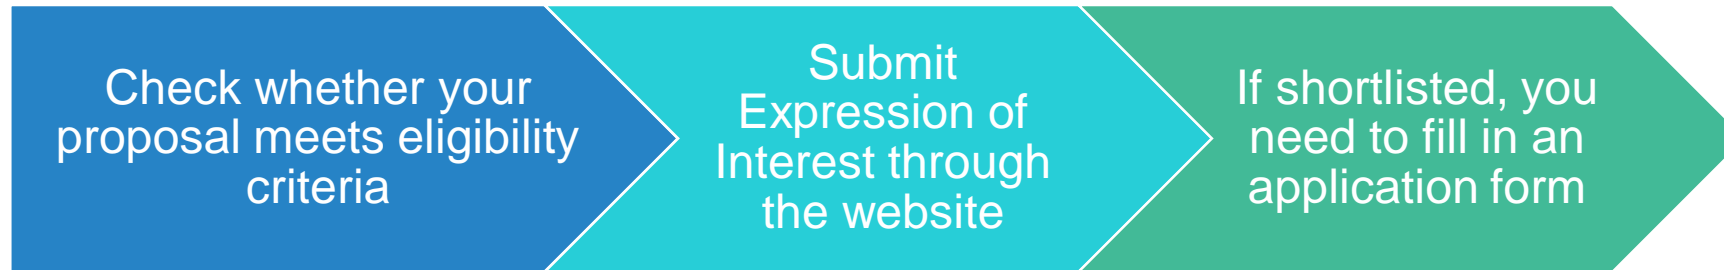 Check whether your
proposal meets eligibility
criteria
Submit
Expression of
Interest through
the website
If shortlisted, you
need to fill in an
application form